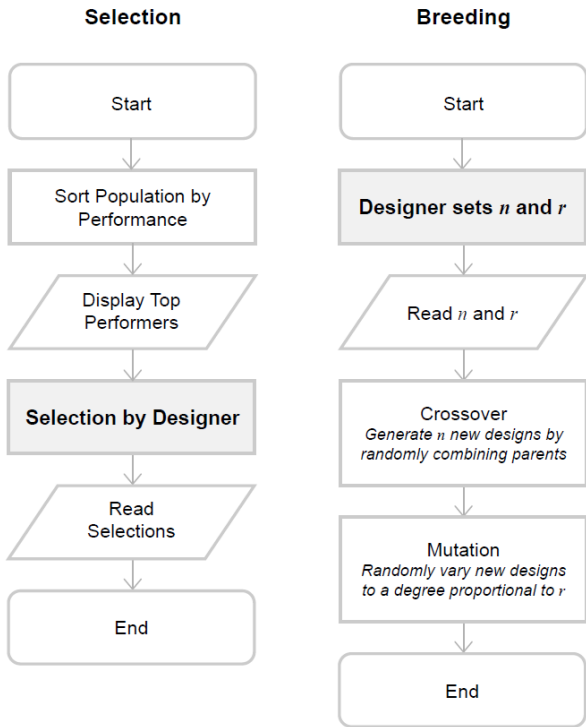 Selection
Start
Sort Population by
Performance
Display Top
Performers
Selection by Designer
Read
Selections
End
Breeding
Start
Designer sets n and r
Read n and r
Crossover
Generate n new designs by
randomly combining parents
Mutation
Randomly vary new designs
to a degree proportional to r
End